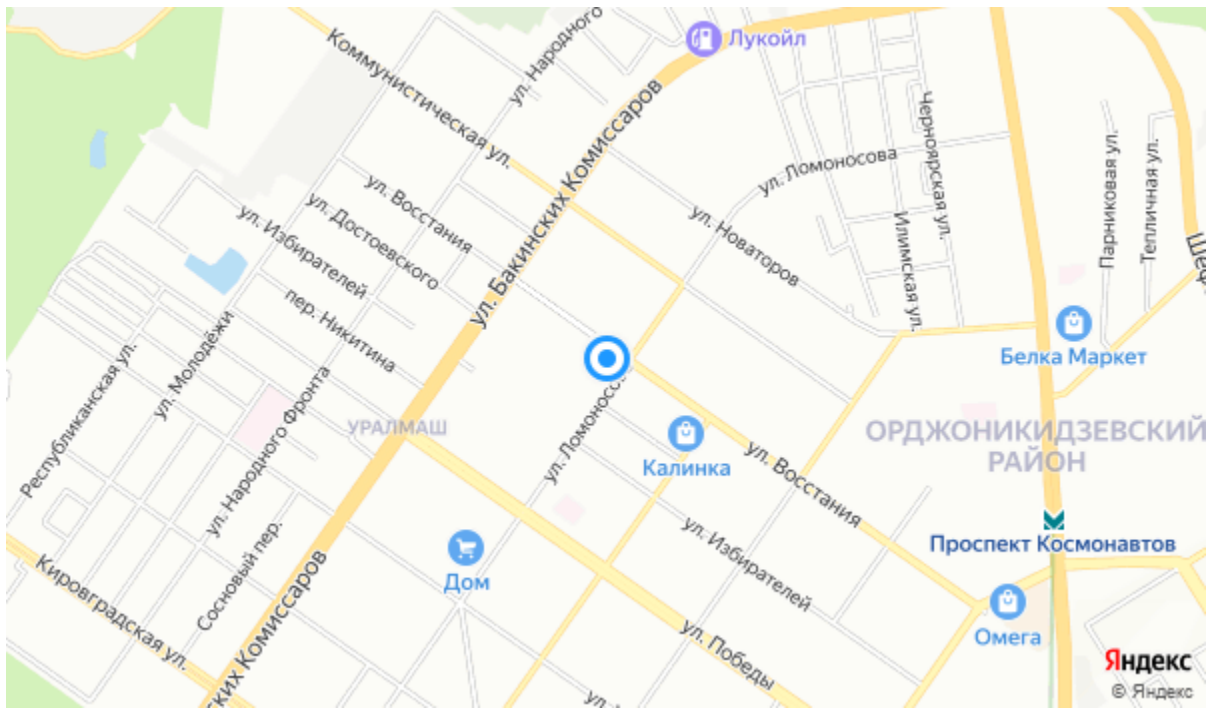 Лукойл
ул. Народного
Коммунистическая ул.
ул. Бакинских Комиссаров
Черноярская ул.
Парниковая ул.
Тепличная ул.
ул. Ломоносова
ул. Восстания
ул. Достоевского
ул. Избирателей
ул. Новаторов
Илимская ул.
Шеф
пер. Никитина
Белка Маркет
ул. Молодёжи
Республиканская ул.
ул. Народного Фронта
УРАЛМАШ
ул. Ломоносо
Калинка
ул. Восстания
ОРДЖОНИКИДЗЕВСКИЙ
РАЙОН
Проспект Космонавтов
Сосновый пер.
Дом
ул. Избирателей
Кировградская ул.
ских Комиссаров
ул. Победы
Омега
ул.
Яндекс
© Яндекс